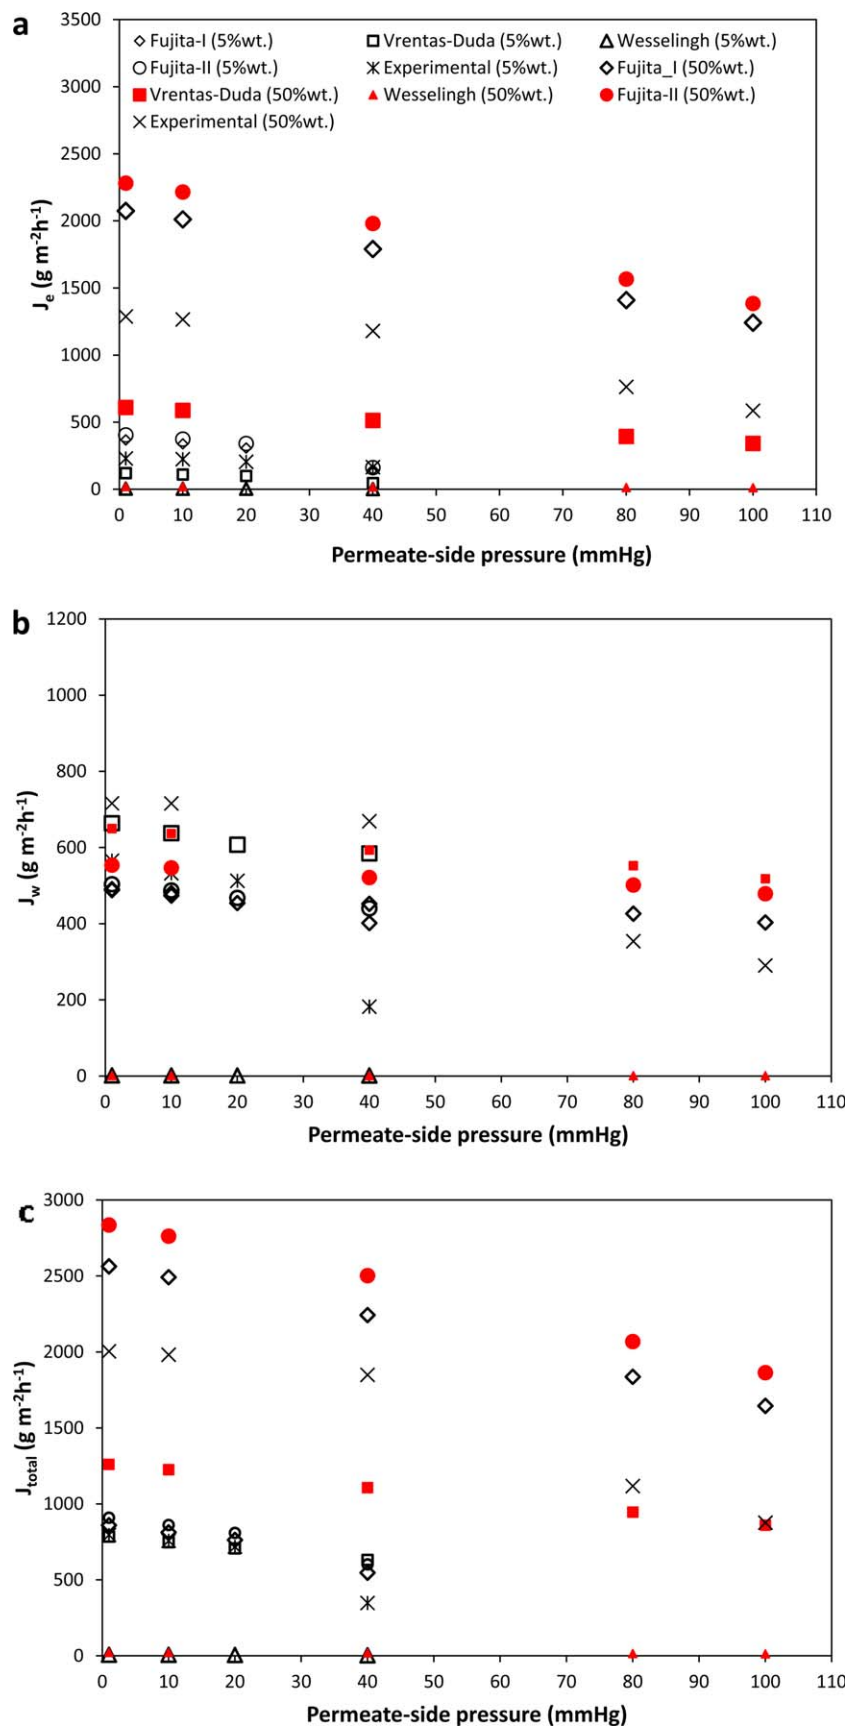 a
3500
3000
2500
2000
1500
1000
500
0
Jₑ (g m⁻²h⁻¹)
Fujita-I (5%wt.) Vrentas-Duda (5%wt.) Wesselingh (5%wt.)
Fujita-II (5%wt.) Experimental (5%wt.) Fujita_I (50%wt.)
Vrentas-Duda (50%wt.) Wesselingh (50%wt.) Fujita-II (50%wt.)
Experimental (50%wt.)
0 10 20 30 40 50 60 70 80 90 100 110
Permeate-side pressure (mmHg)
b
1200
1000
800
600
400
200
0
J_w (g m⁻²h⁻¹)
0 10 20 30 40 50 60 70 80 90 100 110
Permeate-side pressure (mmHg)
c
3000
2500
2000
1500
1000
500
0
J_total (g m⁻²h⁻¹)
0 10 20 30 40 50 60 70 80 90 100 110
Permeate-side pressure (mmHg)